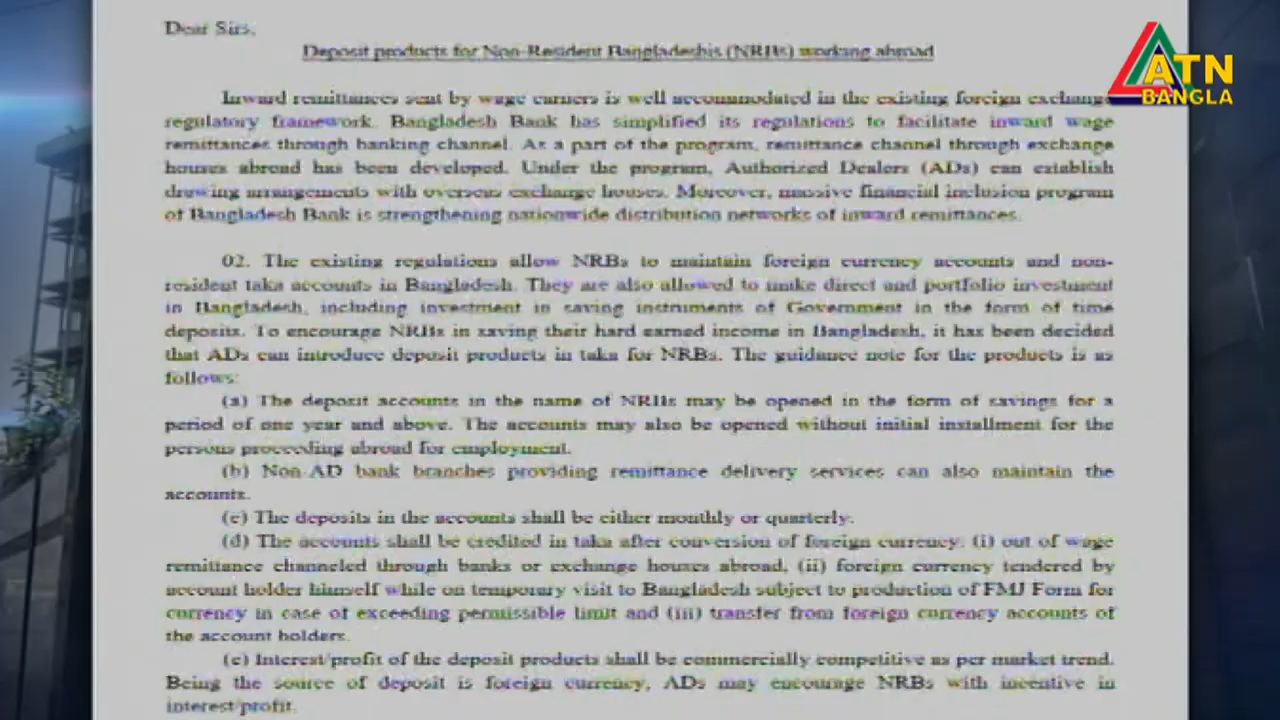 Dear Sirs,
Deposit products for Non-Resident Bangladeshis (NRBs) working abroad
ATN
BANGLA
Inward remittances sent by wage earners is well accommodated in the existing foreign exchange
regulatory framework. Bangladesh Bank has simplified its regulations to facilitate inward wage
remittances through banking channel. As a part of the program, remittance channel through exchange
houses abroad has been developed. Under the program, Authorized Dealers (ADs) can establish
drawing arrangements with overseas exchange houses. Moreover, massive financial inclusion program
of Bangladesh Bank is strengthening nationwide distribution networks of inward remittances.
02. The existing regulations allow NRBs to maintain foreign currency accounts and non-
resident taka accounts in Bangladesh. They are also allowed to make direct and portfolio investment
in Bangladesh, including investment in saving instruments of Government in the form of time
deposits. To encourage NRBs in saving their hard earned income in Bangladesh, it has been decided
that ADs can introduce deposit products in taka for NRBs. The guidance note for the products is as
follows:
(a) The deposit accounts in the name of NRBs may be opened in the form of savings for a
period of one year and above. The accounts may also be opened without initial installment for the
persons proceeding abroad for employment.
(b) Non-AD bank branches providing remittance delivery services can also maintain the
accounts.
(c) The deposits in the accounts shall be either monthly or quarterly.
(d) The accounts shall be credited in taka after conversion of foreign currency: (i) out of wage
remittance channeled through banks or exchange houses abroad, (ii) foreign currency tendered by
account holder himself while on temporary visit to Bangladesh subject to production of FMJ Form for
currency in case of exceeding permissible limit and (iii) transfer from foreign currency accounts of
the account holders.
(e) Interest/profit of the deposit products shall be commercially competitive as per market trend.
Being the source of deposit is foreign currency, ADs may encourage NRBs with incentive in
interest/profit.